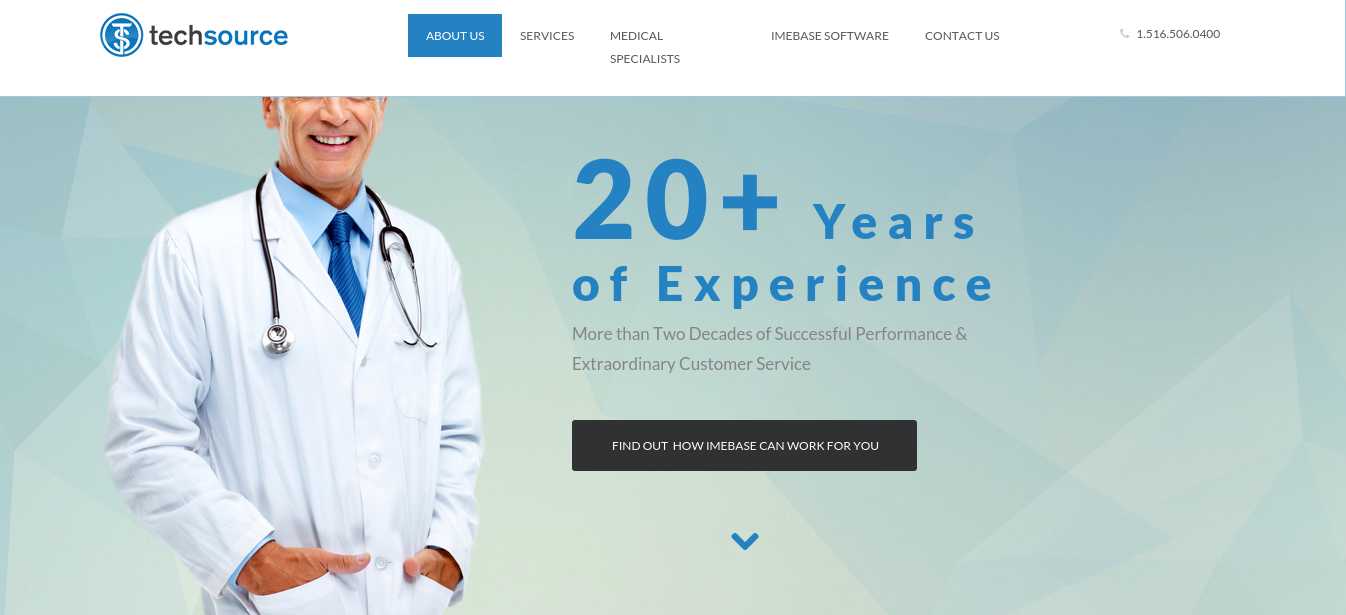 techsource
ABOUT US
SERVICES
MEDICAL
SPECIALISTS
IMEBASE SOFTWARE
CONTACT US
1.516.506.0400
20+ Years
of Experience
More than Two Decades of Successful Performance &
Extraordinary Customer Service
FIND OUT HOW IMEBASE CAN WORK FOR YOU